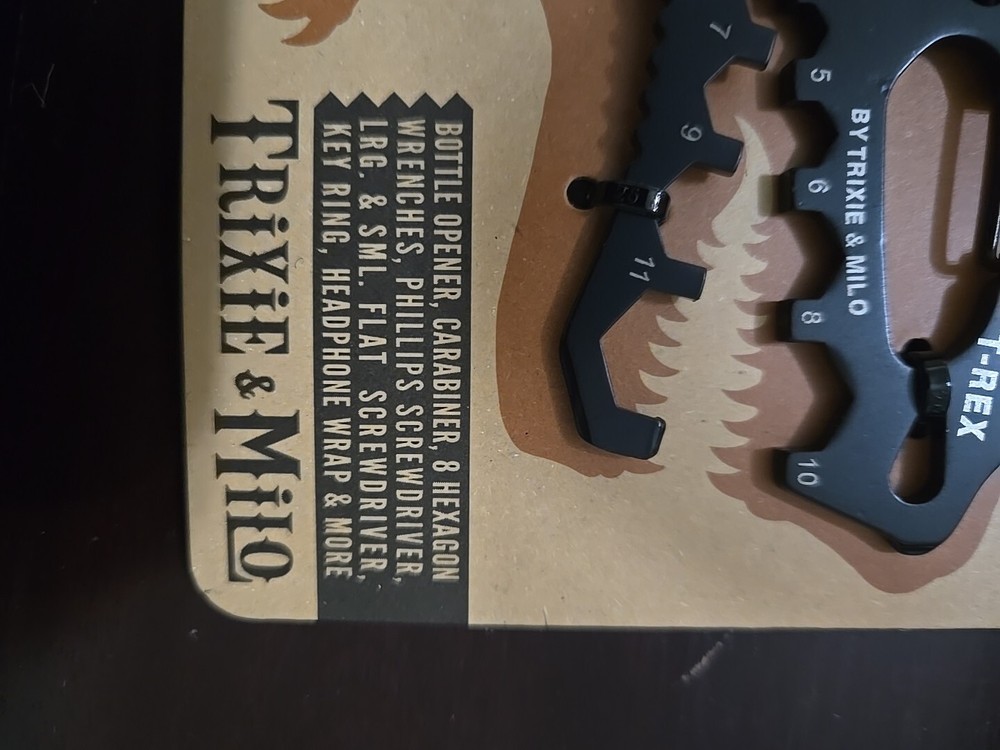 T-REX
BY TRIXIE & MILO
5
6
8
10
7
9
11
BOTTLE OPENER, CARABINER, 8 HEXAGON
WRENCHES, PHILLIPS SCREWDRIVER,
LRG. & SML. FLAT SCREWDRIVER,
KEY RING, HEADPHONE WRAP & MORE
TRiXiE & MiLO